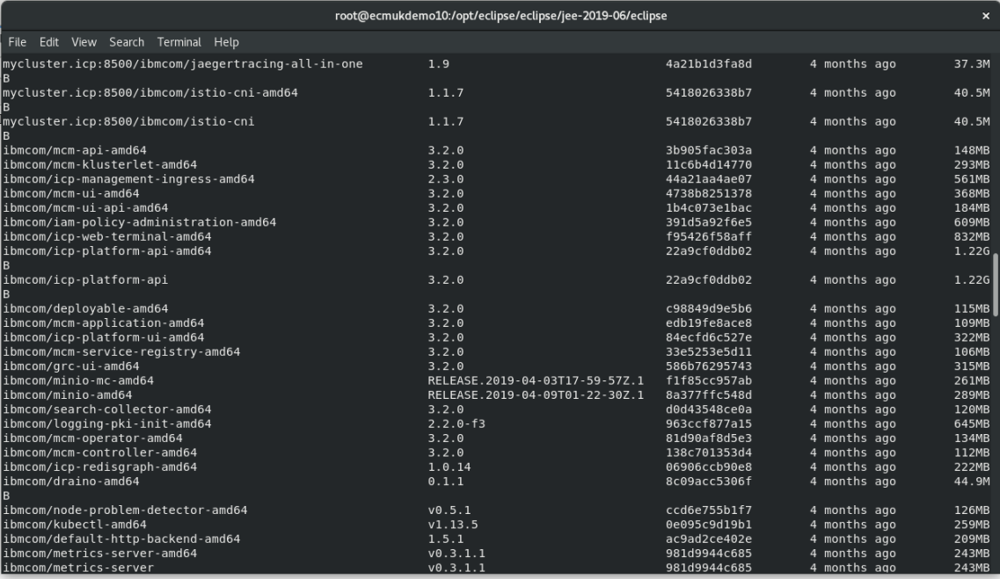 root@ecmukdemo10:/opt/eclipse/eclipse/jee-2019-06/eclipse ×
File Edit View Search Terminal Help
mycluster.icp:8500/ibmcom/jaegertracing-all-in-one 1.9 4a21b1d3fa8d 4 months ago 37.3M
B
mycluster.icp:8500/ibmcom/istio-cni-amd64 1.1.7 5418026338b7 4 months ago 40.5M
B
mycluster.icp:8500/ibmcom/istio-cni 1.1.7 5418026338b7 4 months ago 40.5M
B
ibmcom/mcm-api-amd64 3.2.0 3b905fac303a 4 months ago 148MB
ibmcom/mcm-klusterlet-amd64 3.2.0 11c6b4d14770 4 months ago 293MB
ibmcom/icp-management-ingress-amd64 2.3.0 44a21aa4ae07 4 months ago 561MB
ibmcom/mcm-ui-amd64 3.2.0 4738b8251378 4 months ago 368MB
ibmcom/mcm-ui-api-amd64 3.2.0 1b4c073e1bac 4 months ago 184MB
ibmcom/iam-policy-administration-amd64 3.2.0 391d5a92f6e5 4 months ago 609MB
ibmcom/icp-web-terminal-amd64 3.2.0 f95426f58aff 4 months ago 832MB
ibmcom/icp-platform-api-amd64 3.2.0 22a9cf0ddb02 4 months ago 1.22G
B
ibmcom/icp-platform-api 3.2.0 22a9cf0ddb02 4 months ago 1.22G
B
ibmcom/deployable-amd64 3.2.0 c98849d9e5b6 4 months ago 115MB
ibmcom/mcm-application-amd64 3.2.0 edb19fe8ace8 4 months ago 109MB
ibmcom/icp-platform-ui-amd64 3.2.0 84ecfd6c527e 4 months ago 322MB
ibmcom/mcm-service-registry-amd64 3.2.0 33e5253e5d11 4 months ago 106MB
ibmcom/grc-ui-amd64 3.2.0 586b76295743 4 months ago 315MB
ibmcom/minio-mc-amd64 RELEASE.2019-04-03T17-59-57Z.1 f1f85cc957ab 4 months ago 261MB
ibmcom/minio-amd64 RELEASE.2019-04-09T01-22-30Z.1 8a377ffc548d 4 months ago 289MB
ibmcom/search-collector-amd64 3.2.0 d0d43548ce0a 4 months ago 120MB
ibmcom/logging-pki-init-amd64 2.2.0-f3 963ccf877a15 4 months ago 645MB
ibmcom/mcm-operator-amd64 3.2.0 81d90af8d5e3 4 months ago 134MB
ibmcom/mcm-controller-amd64 3.2.0 138c701353d4 4 months ago 112MB
ibmcom/icp-redisgraph-amd64 1.0.14 06906ccb90e8 4 months ago 222MB
ibmcom/draino-amd64 0.1.1 8c09acc5306f 4 months ago 44.9M
B
ibmcom/node-problem-detector-amd64 v0.5.1 ccd6e755b1f7 4 months ago 126MB
ibmcom/kubectl-amd64 v1.13.5 0e095c9d19b1 4 months ago 259MB
ibmcom/default-http-backend-amd64 1.5.1 ac9ad2ce402e 4 months ago 209MB
ibmcom/metrics-server-amd64 v0.3.1.1 981d9944c685 4 months ago 243MB
ibmcom/metrics-server v0.3.1.1 981d9944c685 4 months ago 243MB